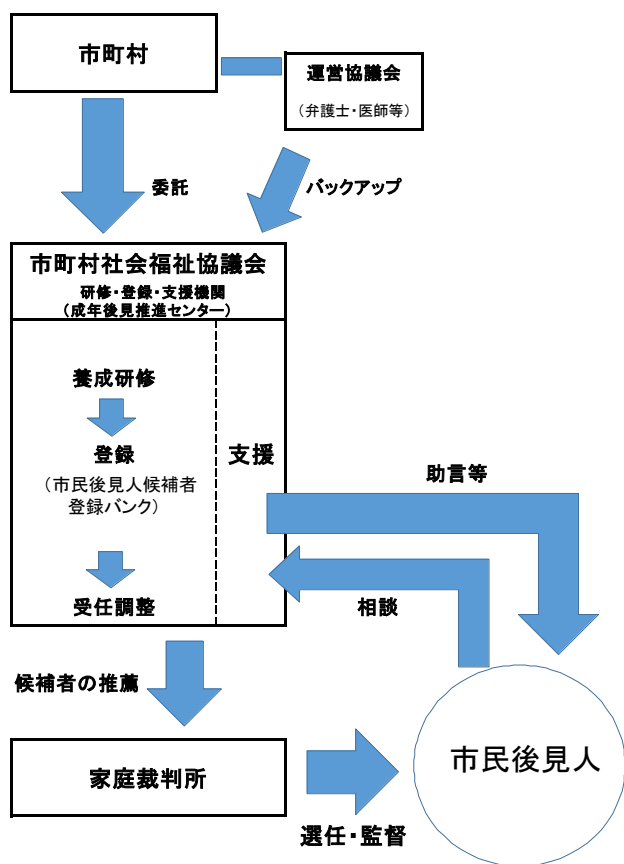 市町村
運営協議会
(弁護士・医師等)
委託
バックアップ
市町村社会福祉協議会
研修・登録・支援機関
(成年後見推進センター)
養成研修
登録
(市民後見人候補者
登録バンク)
受任調整
支援
助言等
相談
候補者の推薦
家庭裁判所
選任・監督
市民後見人